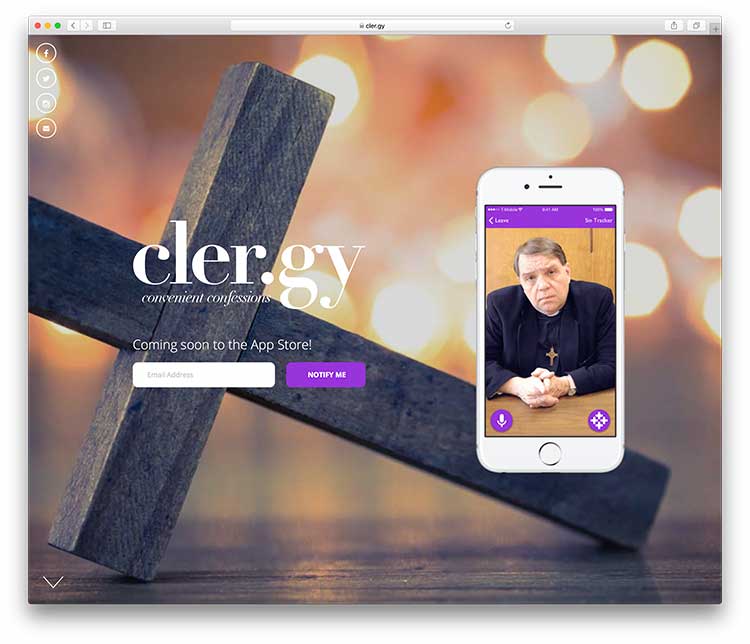 cler.gy
cler.gy
convenient confessions
Coming soon to the App Store!
Email Address
NOTIFY ME
T-Mobile
9:41 AM
100%
Leave
Sin Tracker